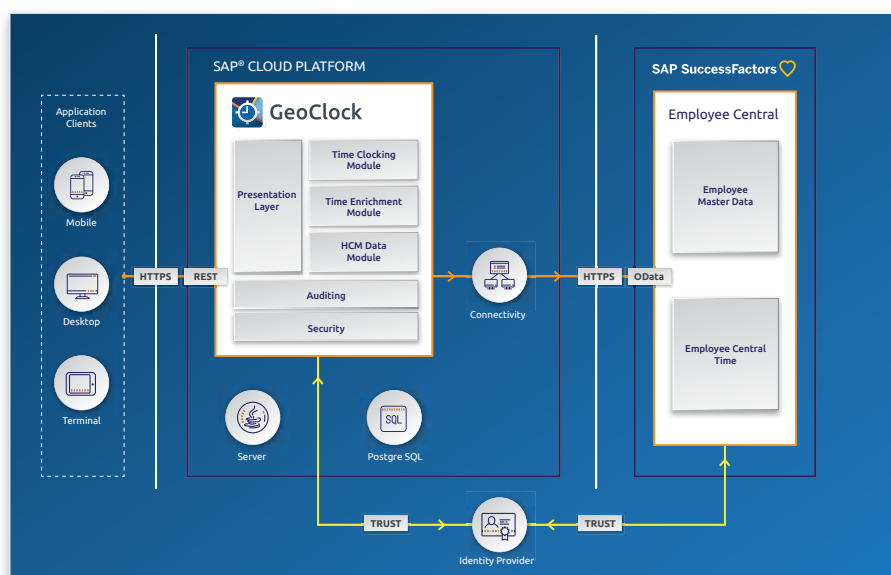 Application
Clients
Mobile
Desktop
Terminal
HTTPS
REST
SAP® CLOUD PLATFORM
GeoClock
Presentation
Layer
Time Clocking
Module
Time Enrichment
Module
HCM Data
Module
Auditing
Security
Connectivity
Server
SQL
Postgre SQL
HTTPS
OData
SAP SuccessFactors
Employee Central
Employee
Master Data
Employee Central
Time
TRUST
Identity Provider
TRUST